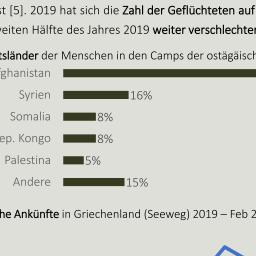 st [5]. 2019 hat sich die Zahl der Geflüchteten auf
weiten Hälfte des Jahres 2019 weiter verschlechter
tsländer der Menschen in den Camps der ostägäisch
ghanistan
Syrien 16%
Somalia 8%
ep. Kongo 8%
Palestina 5%
Andere 15%
he Ankünfte in Griechenland (Seeweg) 2019 – Feb 2